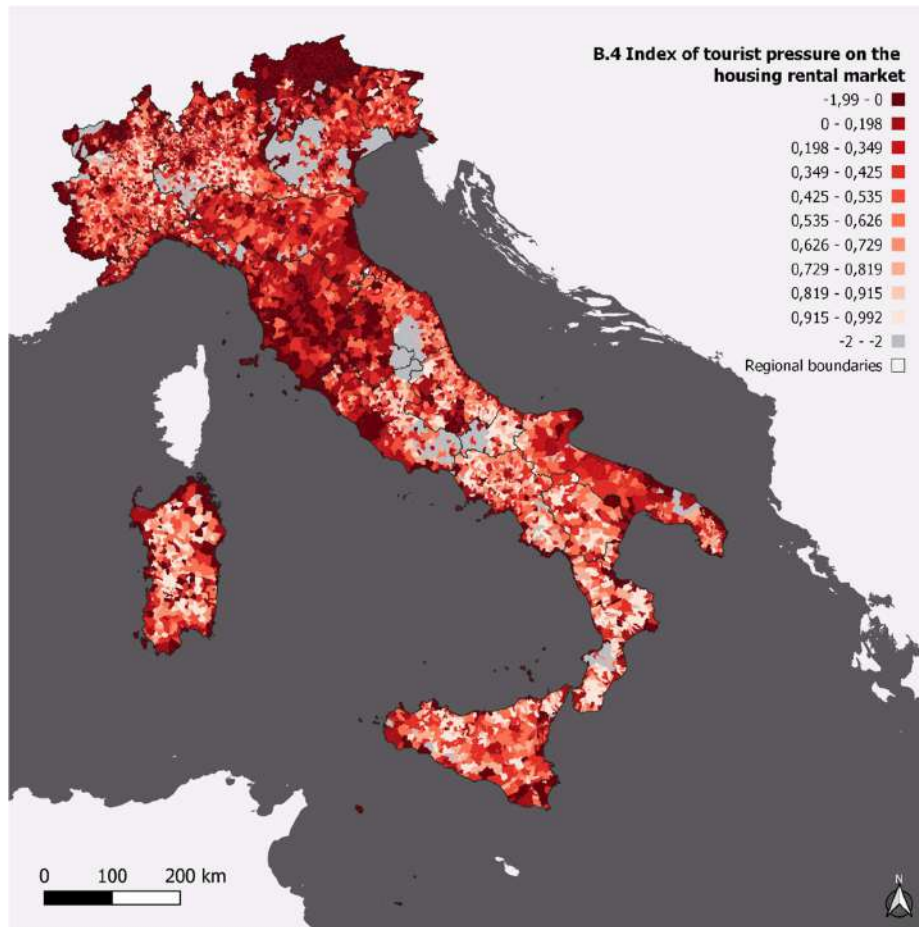 B.4 Index of tourist pressure on the
housing rental market
-1,99 - 0
0 - 0,198
0,198 - 0,349
0,349 - 0,425
0,425 - 0,535
0,535 - 0,626
0,626 - 0,729
0,729 - 0,819
0,819 - 0,915
0,915 - 0,992
-2 - -2
Regional boundaries
0 100 200 km
N